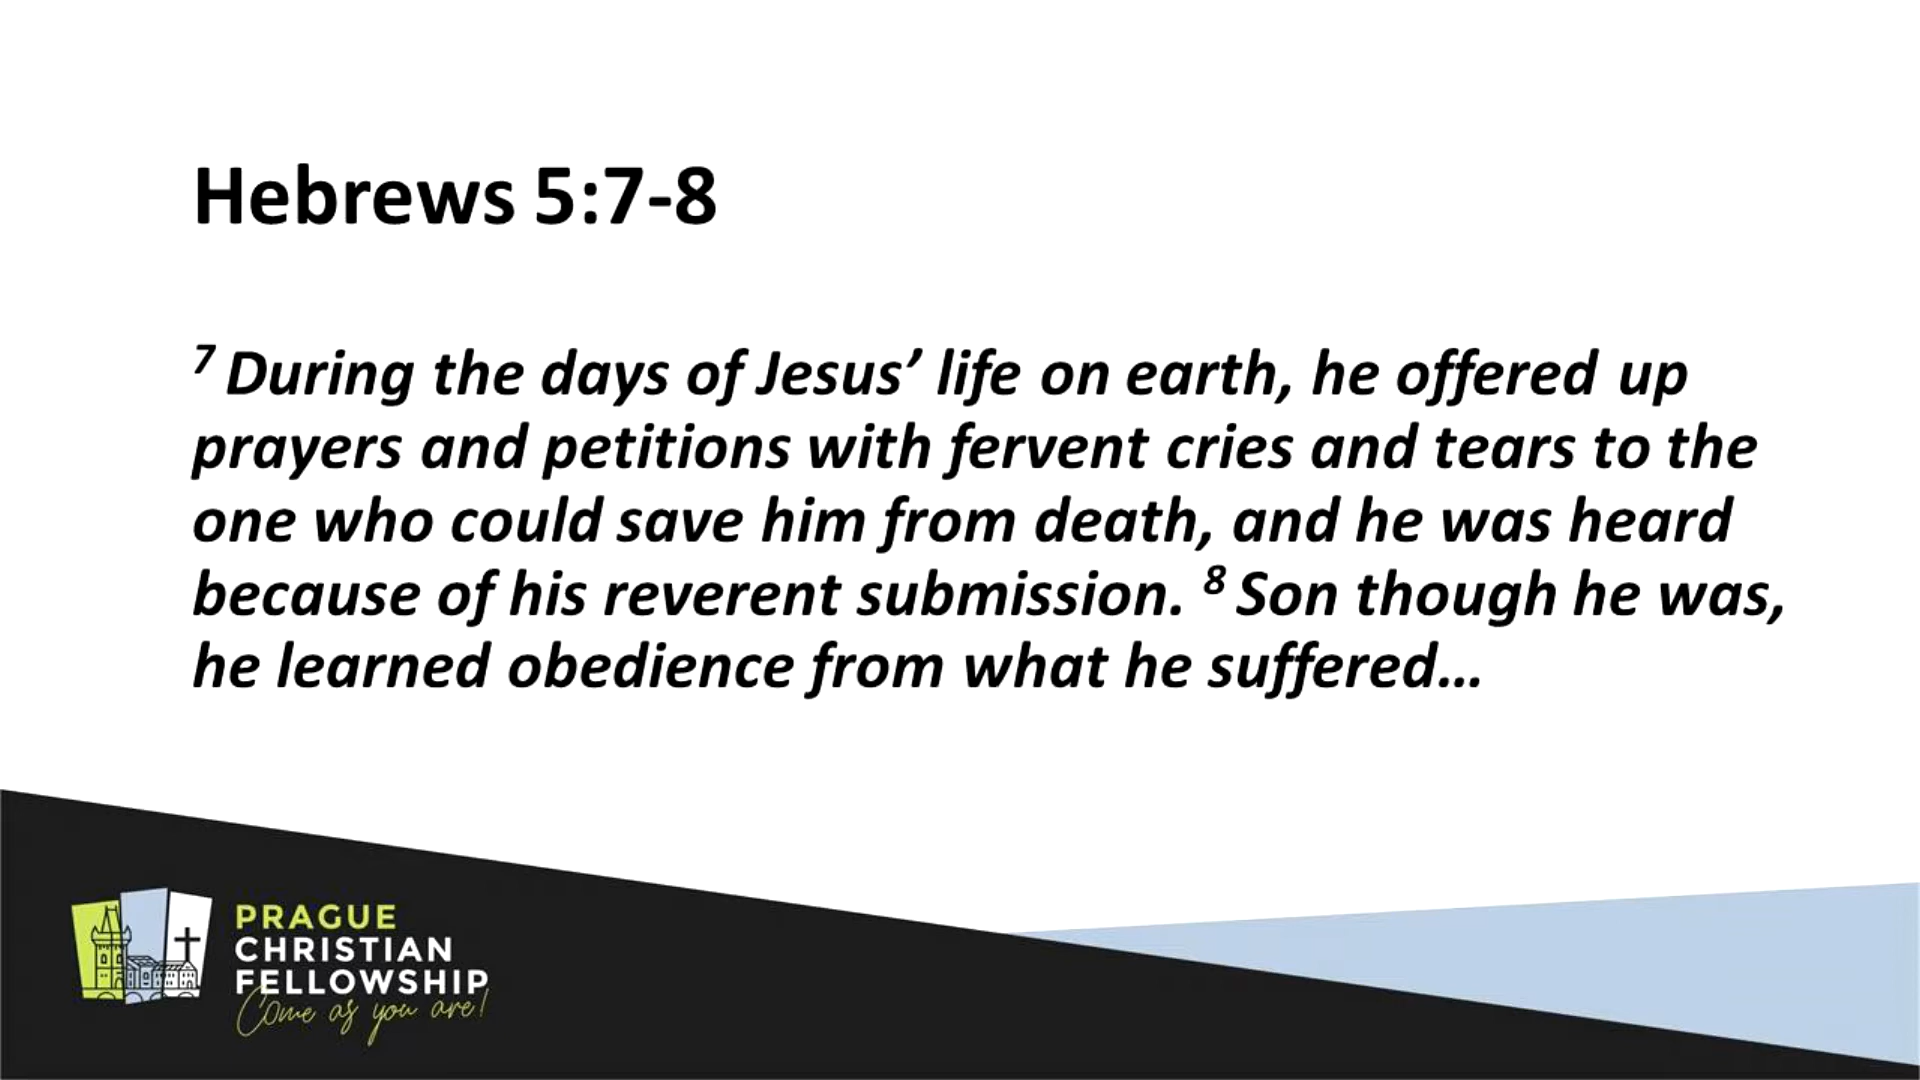 Hebrews 5:7-8
7 During the days of Jesus’ life on earth, he offered up
prayers and petitions with fervent cries and tears to the
one who could save him from death, and he was heard
because of his reverent submission. 8 Son though he was,
he learned obedience from what he suffered…
PRAGUE
CHRISTIAN
FELLOWSHIP
Come as you are!